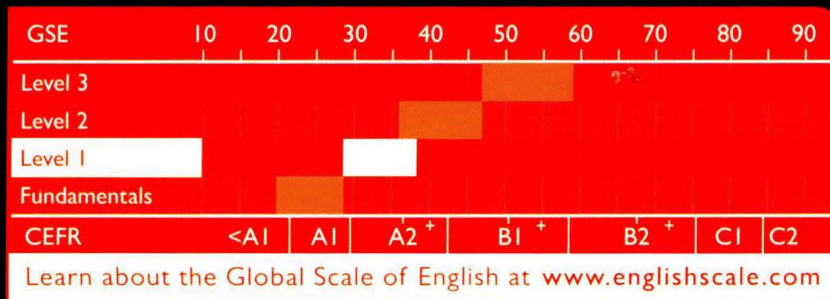 GSE 10 20 30 40 50 60 70 80 90
Level 3
Level 2
Level 1
Fundamentals
CEFR <A1 A1 A2 + B1 + B2 + C1 C2
Learn about the Global Scale of English at www.englishscale.com